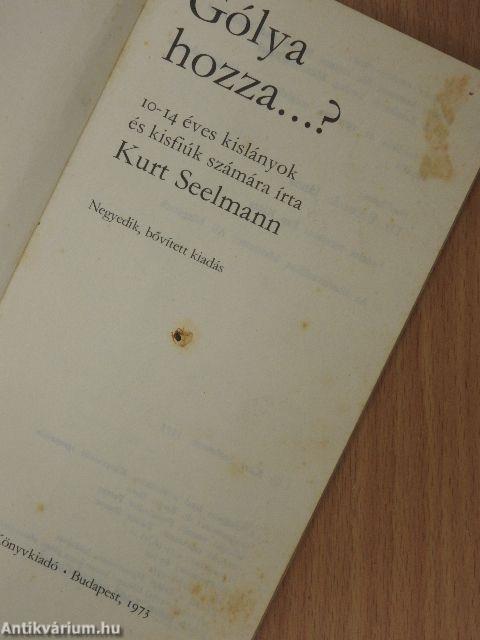 Gólya
hozza...?
10-14 éves kislányok
és kisfiúk számára írta
Kurt Seelmann
Negyedik, bővített kiadás
Könyvkiadó • Budapest, 1973
Antikvárium.hu